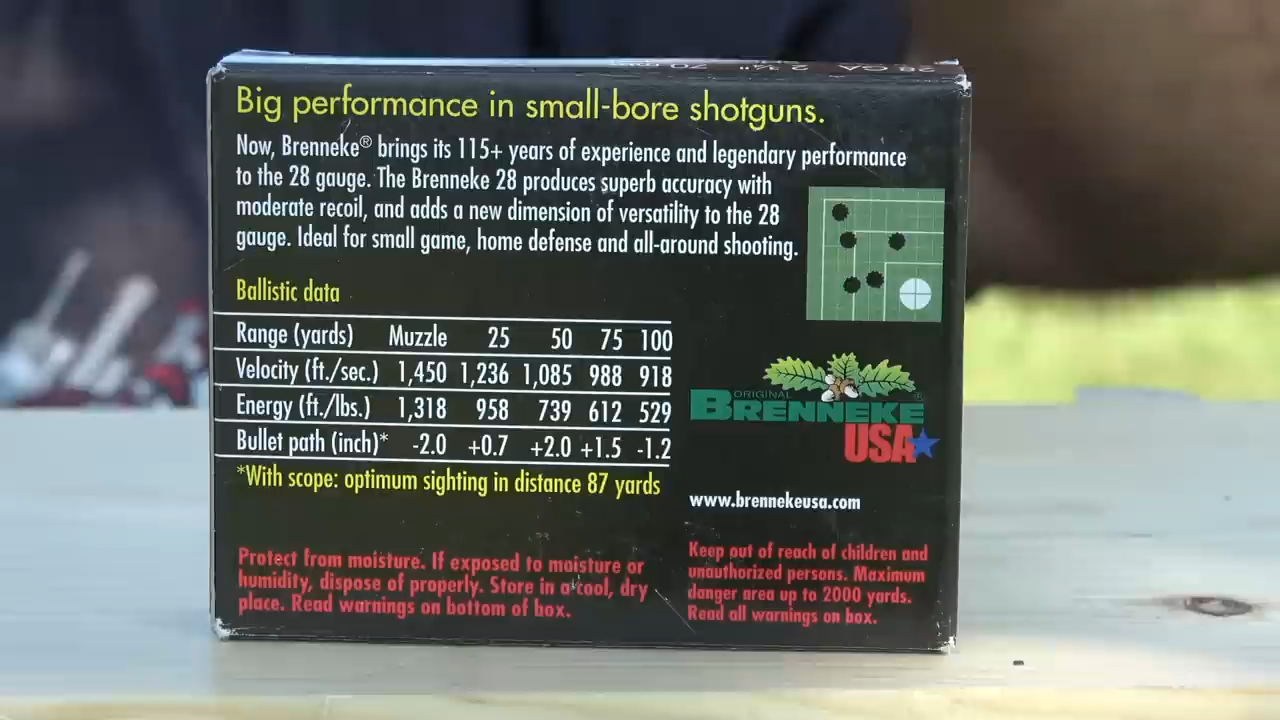 28 GA 2 ¾" 70
Big performance in small-bore shotguns.
Now, Brenneke® brings its 115+ years of experience and legendary performance
to the 28 gauge. The Brenneke 28 produces superb accuracy with
moderate recoil, and adds a new dimension of versatility to the 28
gauge. Ideal for small game, home defense and all-around shooting.
Ballistic data
Range (yards) Muzzle 25 50 75 100
Velocity (ft./sec.) 1,450 1,236 1,085 988 918
Energy (ft./lbs.) 1,318 958 739 612 529
Bullet path (inch)* -2.0 +0.7 +2.0 +1.5 -1.2
*With scope: optimum sighting in distance 87 yards
ORIGINAL
BRENNEKE®
USA
www.brennekeusa.com
Protect from moisture. If exposed to moisture or
humidity, dispose of properly. Store in a cool, dry
place. Read warnings on bottom of box.
Keep out of reach of children and
unauthorized persons. Maximum
danger area up to 2000 yards.
Read all warnings on box.